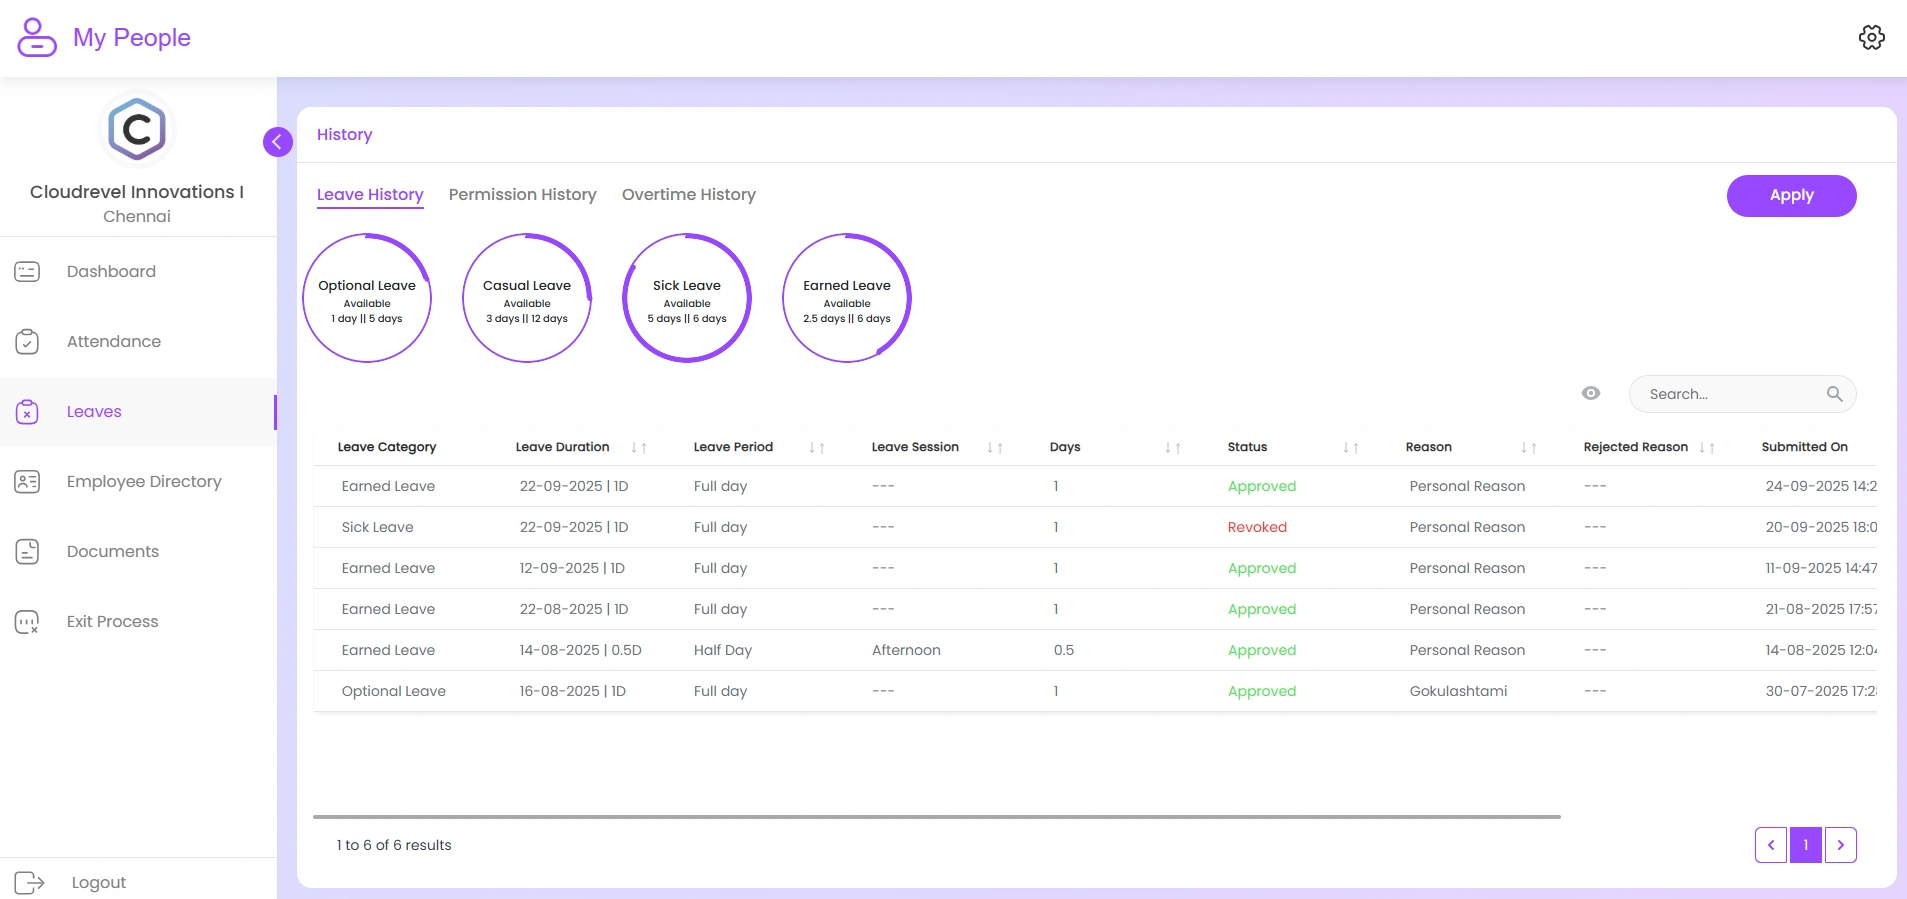 My People
Cloudrevel Innovations I
Chennai
Dashboard
Attendance
Leaves
Employee Directory
Documents
Exit Process
Logout
History
Leave History Permission History Overtime History
Apply
Optional Leave
Available
1 day || 5 days
Casual Leave
Available
3 days || 12 days
Sick Leave
Available
5 days || 6 days
Earned Leave
Available
2.5 days || 6 days
Search...
Leave Category Leave Duration Leave Period Leave Session Days Status Reason Rejected Reason Submitted On
Earned Leave 22-09-2025 | 1D Full day --- 1 Approved Personal Reason --- 24-09-2025 14:2
Sick Leave 22-09-2025 | 1D Full day --- 1 Revoked Personal Reason --- 20-09-2025 18:0
Earned Leave 12-09-2025 | 1D Full day --- 1 Approved Personal Reason --- 11-09-2025 14:47
Earned Leave 22-08-2025 | 1D Full day --- 1 Approved Personal Reason --- 21-08-2025 17:57
Earned Leave 14-08-2025 | 0.5D Half Day Afternoon 0.5 Approved Personal Reason --- 14-08-2025 12:04
Optional Leave 16-08-2025 | 1D Full day --- 1 Approved Gokulashtami --- 30-07-2025 17:28
1 to 6 of 6 results
1